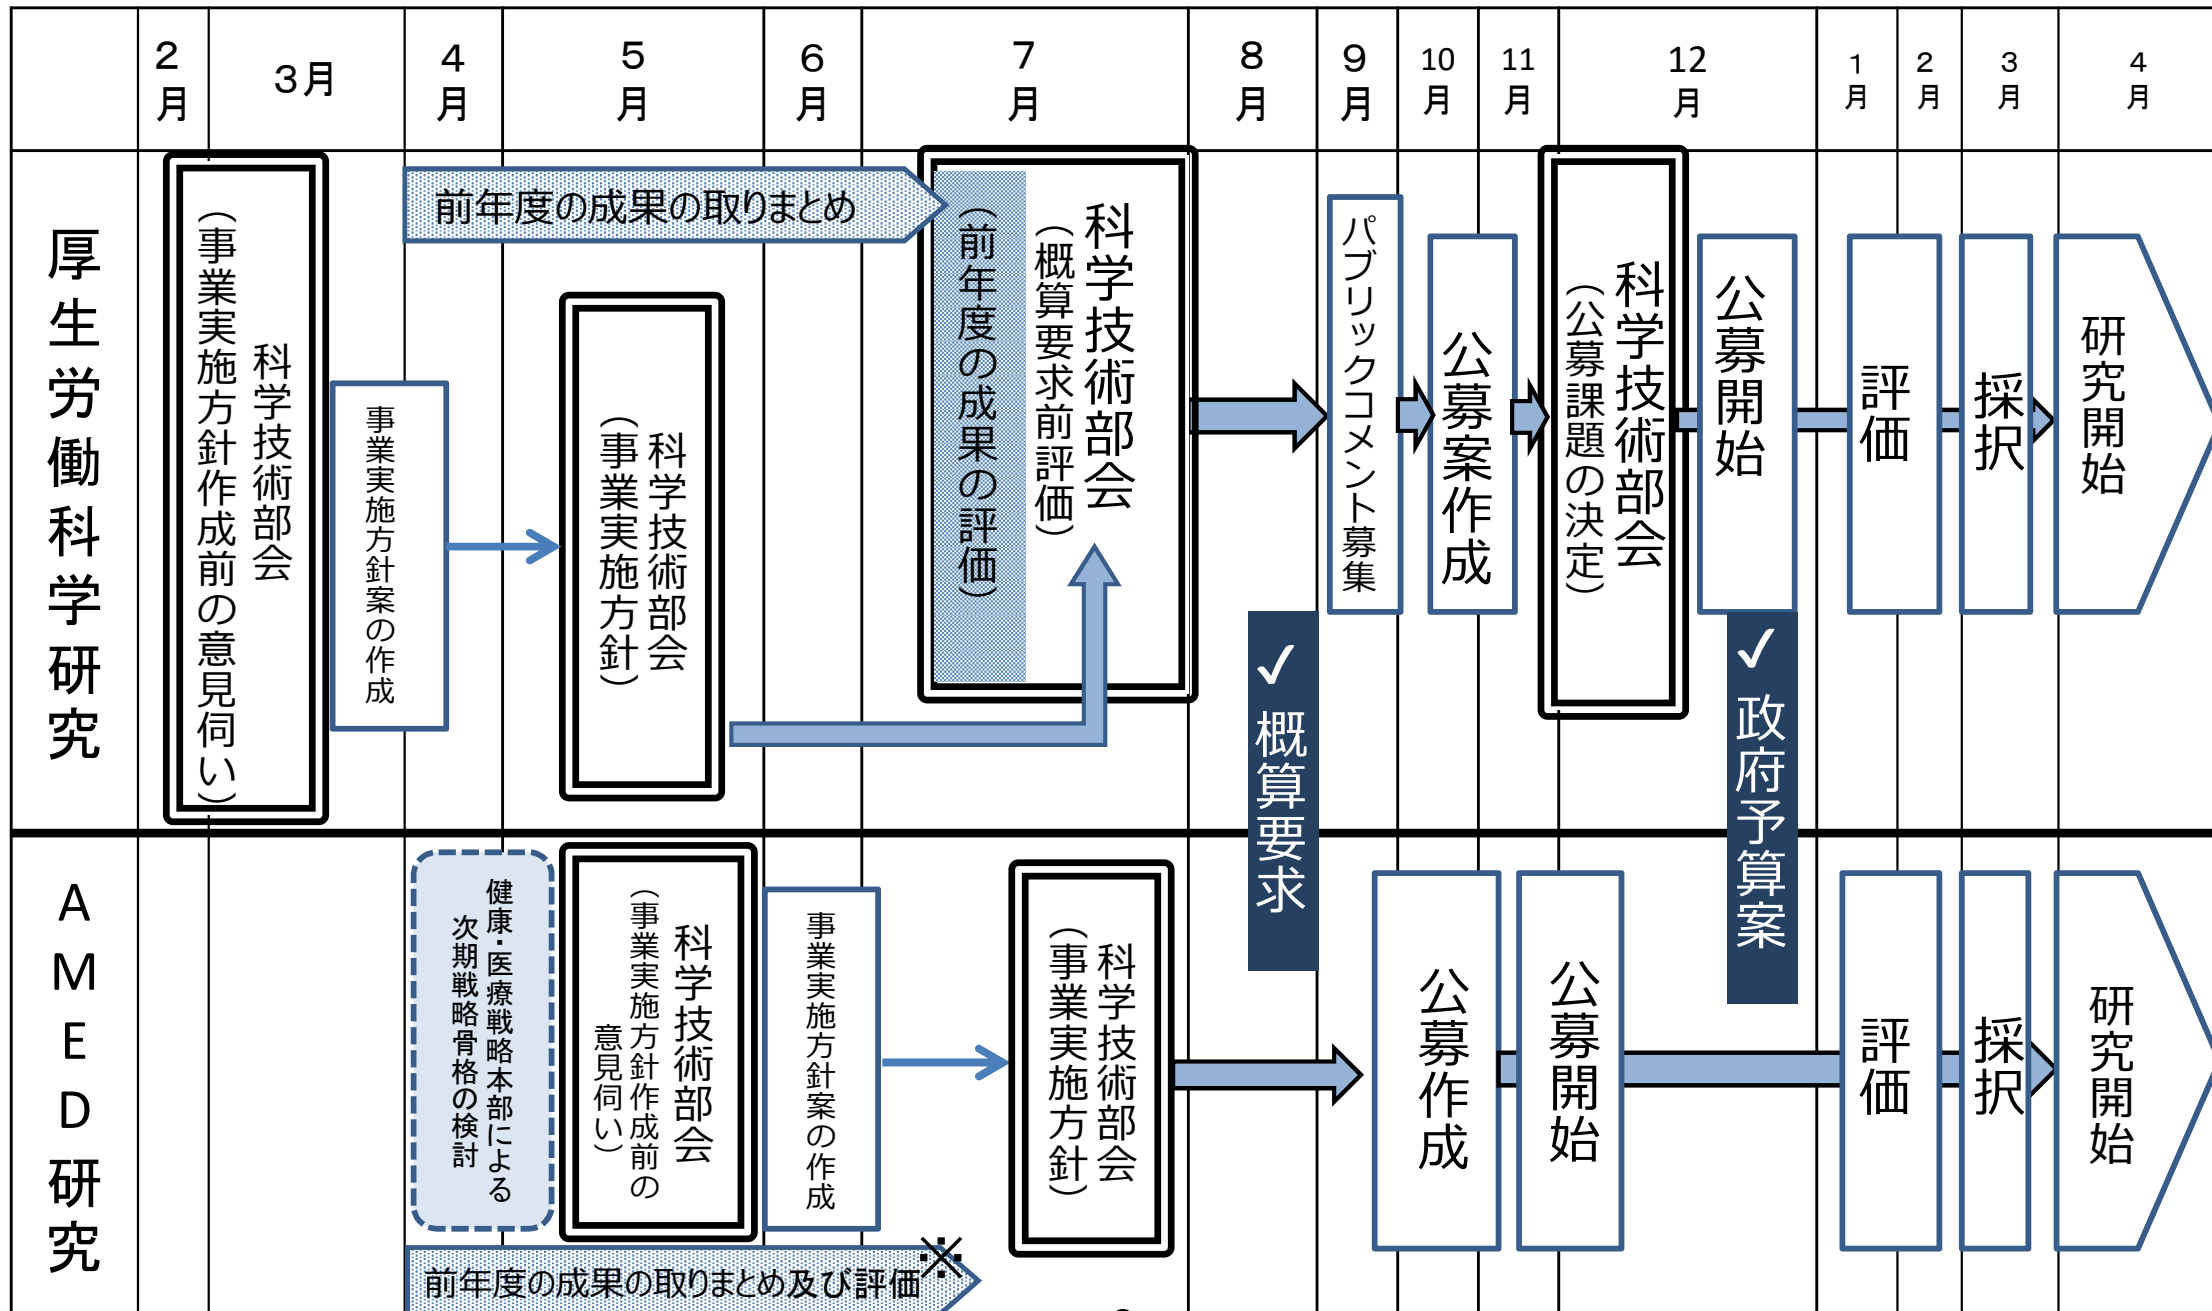 2月
3月
4月
5月
6月
7月
8月
9月
10月
11月
12月
1月
2月
3月
4月
厚生労働科学研究
科学技術部会
（事業実施方針作成前の意見伺い）
事業実施方針案の作成
前年度の成果の取りまとめ
科学技術部会
（事業実施方針）
科学技術部会
（概算要求前評価）
（前年度の成果の評価）
パブリックコメント募集
公募案作成
科学技術部会
（公募課題の決定）
公募開始
評価
採択
研究開始
✓ 概算要求
✓ 政府予算案
AMED研究
健康・医療戦略本部による
次期戦略骨格の検討
科学技術部会
（事業実施方針作成前の
意見伺い）
事業実施方針案の作成
科学技術部会
（事業実施方針）
公募作成
公募開始
評価
採択
研究開始
前年度の成果の取りまとめ及び評価※